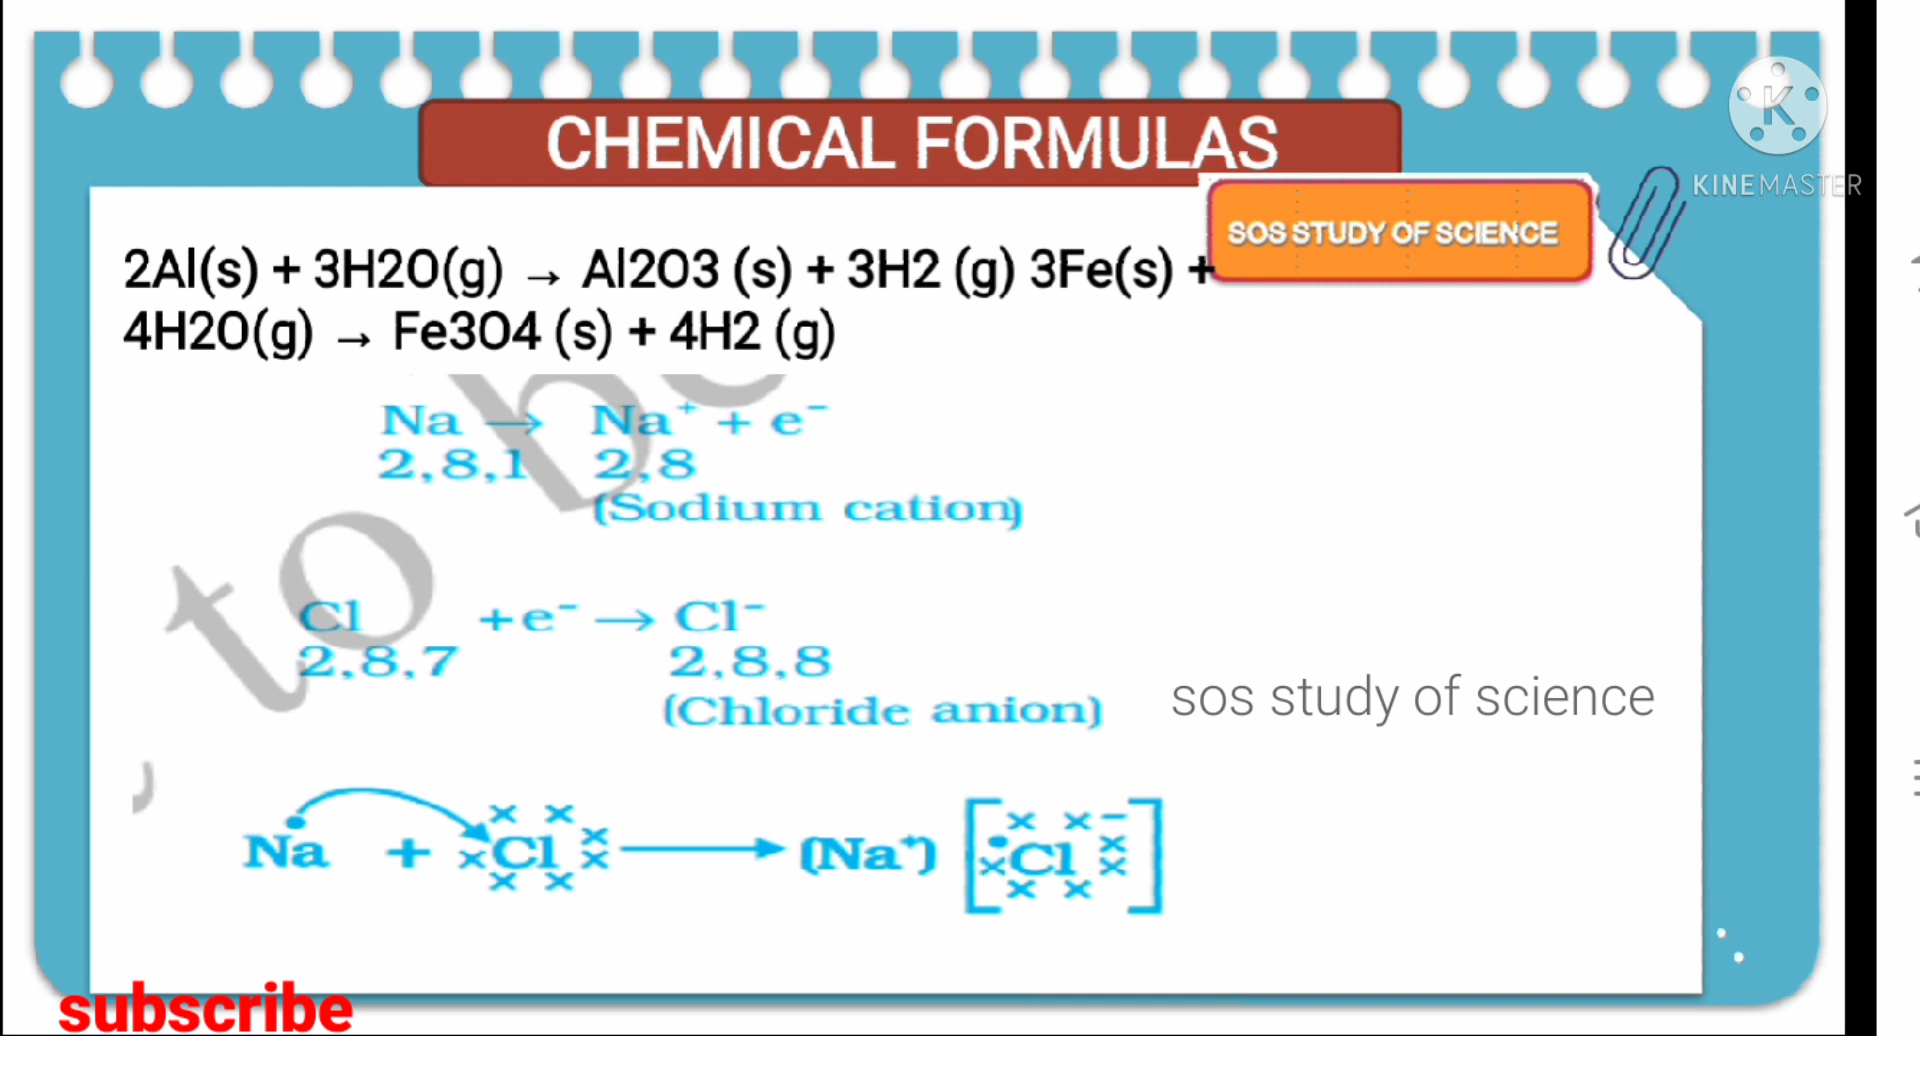 CHEMICAL FORMULAS
K
KINEMASTER
SOS STUDY OF SCIENCE
2Al(s) + 3H2O(g) → Al2O3 (s) + 3H2 (g) 3Fe(s) +
4H2O(g) → Fe3O4 (s) + 4H2 (g)
to be
Na → Na⁺ + e⁻
2,8,1 2,8
(Sodium cation)
Cl +e⁻ → Cl⁻
2,8,7 2,8,8
(Chloride anion)
sos study of science
Na + Cl → (Na⁺) [Cl⁻]
subscribe